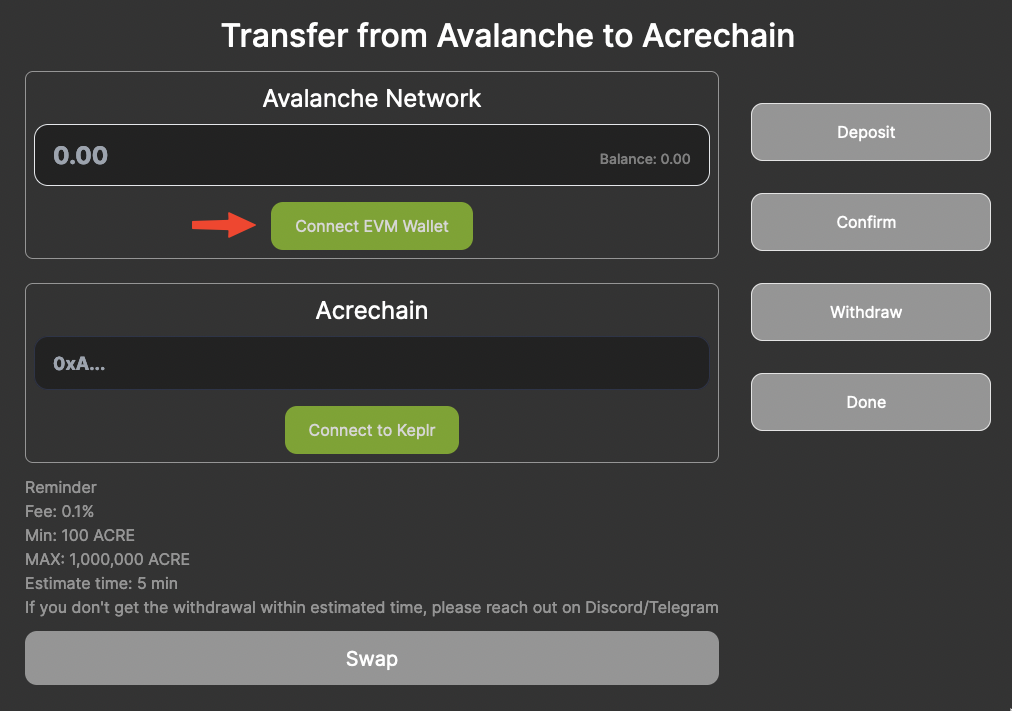 Transfer from Avalanche to Acrechain
Avalanche Network
0.00
Balance: 0.00
Connect EVM Wallet
Acrechain
0xA...
Connect to Keplr
Reminder
Fee: 0.1%
Min: 100 ACRE
MAX: 1,000,000 ACRE
Estimate time: 5 min
If you don't get the withdrawal within estimated time, please reach out on Discord/Telegram
Swap
Deposit
Confirm
Withdraw
Done